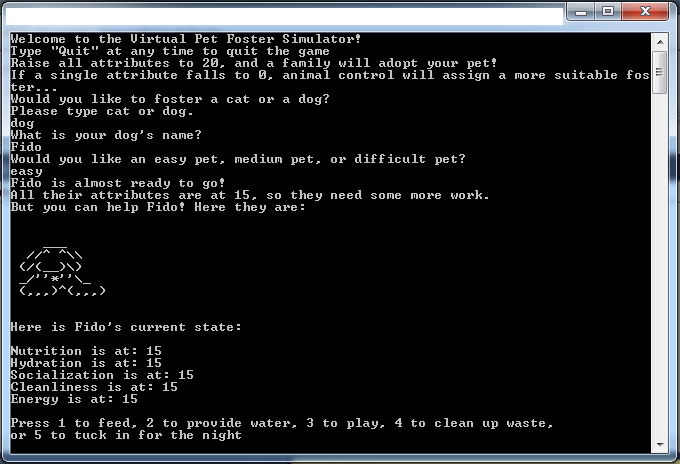 Welcome to the Virtual Pet Foster Simulator!
Type "Quit" at any time to quit the game
Raise all attributes to 20, and a family will adopt your pet!
If a single attribute falls to 0, animal control will assign a more suitable fos
ter...
Would you like to foster a cat or a dog?
Please type cat or dog.
dog
What is your dog's name?
Fido
Would you like an easy pet, medium pet, or difficult pet?
easy
Fido is almost ready to go!
All their attributes are at 15, so they need some more work.
But you can help Fido! Here they are:
    ___
  //^ ^\\
 (/(__)\)
 _/''*''\_
 (,,,)^(,,,)
Here is Fido's current state:
Nutrition is at: 15
Hydration is at: 15
Socialization is at: 15
Cleanliness is at: 15
Energy is at: 15
Press 1 to feed, 2 to provide water, 3 to play, 4 to clean up waste,
or 5 to tuck in for the night